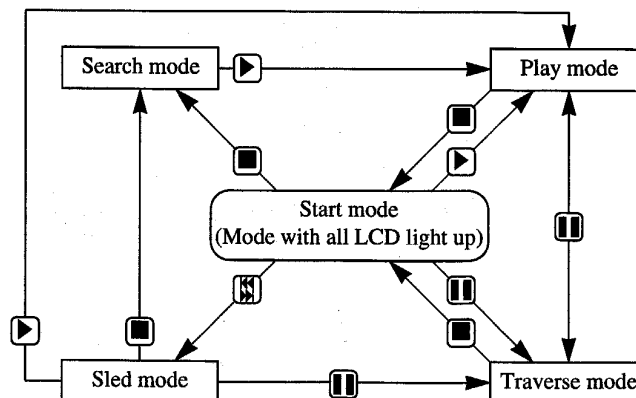 Search mode
Play mode
Start mode
(Mode with all LCD light up)
Sled mode
Traverse mode